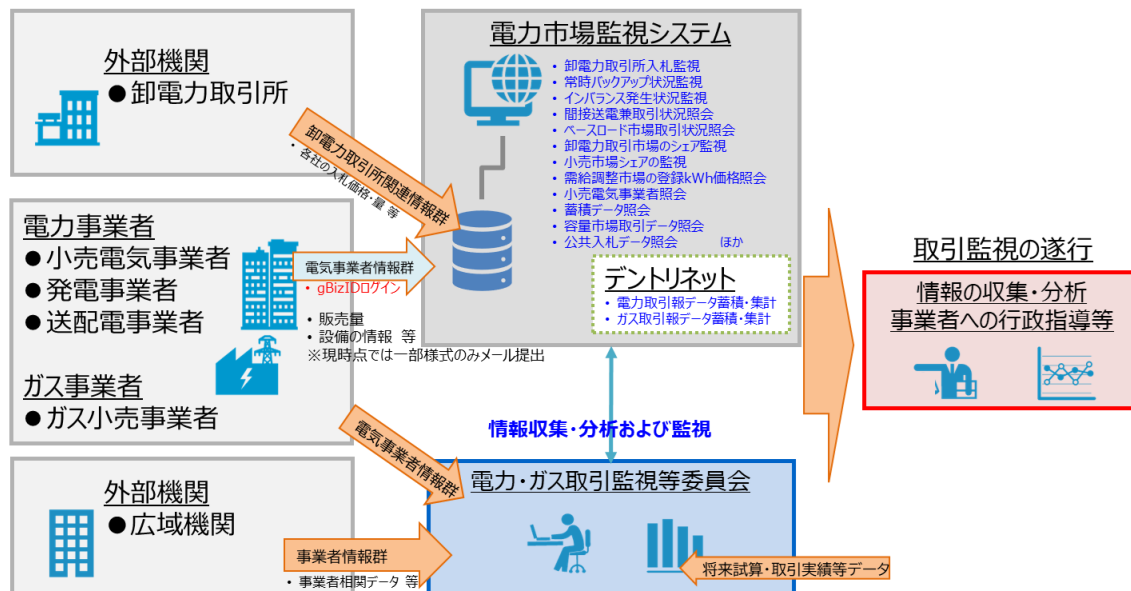 外部機関
●卸電力取引所
電力事業者
●小売電気事業者
●発電事業者
●送配電事業者
ガス事業者
●ガス小売事業者
外部機関
●広域機関
卸電力取引所関連情報群
• 各社の入札価格・量 等
電気事業者情報群
• gBizIDログイン
• 販売量
• 設備の情報 等
※現時点では一部様式のみメール提出
電気事業者情報群
事業者情報群
• 事業者相関データ 等
電力市場監視システム
• 卸電力取引所入札監視
• 常時バックアップ状況監視
• インバランス発生状況監視
• 間接送電兼取引状況照会
• ベースロード市場取引状況照会
• 卸電力取引市場のシェア監視
• 小売市場シェアの監視
• 需給調整市場の登録kWh価格照会
• 小売電気事業者照会
• 蓄積データ照会
• 容量市場取引データ照会
• 公共入札データ照会 ほか
デントリネット
• 電力取引報データ蓄積・集計
• ガス取引報データ蓄積・集計
情報収集・分析および監視
電力・ガス取引監視等委員会
将来試算・取引実績等データ
取引監視の遂行
情報の収集・分析
事業者への行政指導等